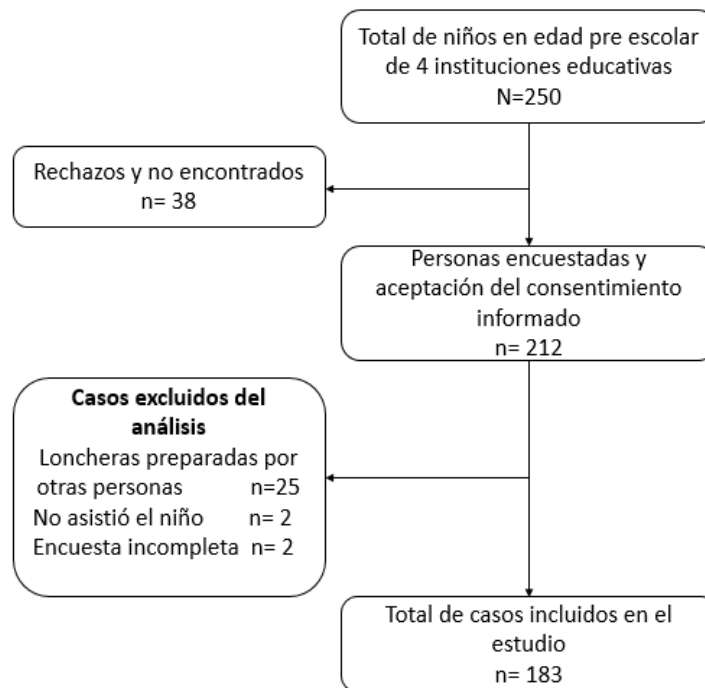 Total de niños en edad pre escolar
de 4 instituciones educativas
N=250
Rechazos y no encontrados
n= 38
Personas encuestadas y
aceptación del consentimiento
informado
n= 212
Casos excluidos del
análisis
Loncheras preparadas por
otras personas n=25
No asistió el niño n= 2
Encuesta incompleta n= 2
Total de casos incluidos en el
estudio
n= 183